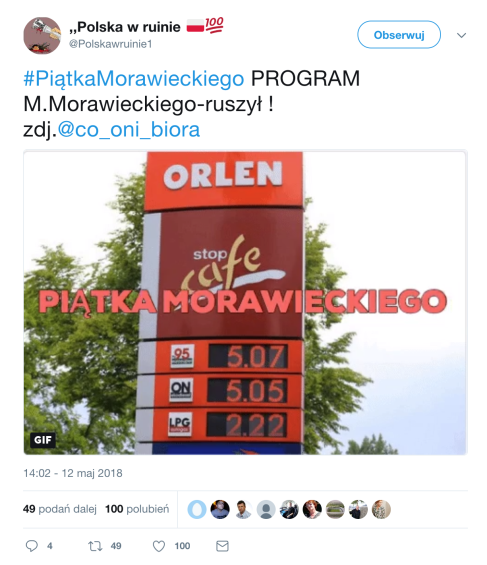 ,,Polska w ruinie 🇵🇱💯
@Polskawruinie1
Obserwuj
#PiątkaMorawieckiego PROGRAM
M.Morawieckiego-ruszył !
zdj.@co_oni_biora
ORLEN
stop
cafe
PIĄTKA MORAWIECKIEGO
95 5.07
ON 5.05
LPG 2.22
GIF
14:02 - 12 maj 2018
49 podań dalej 100 polubień
4 49 100